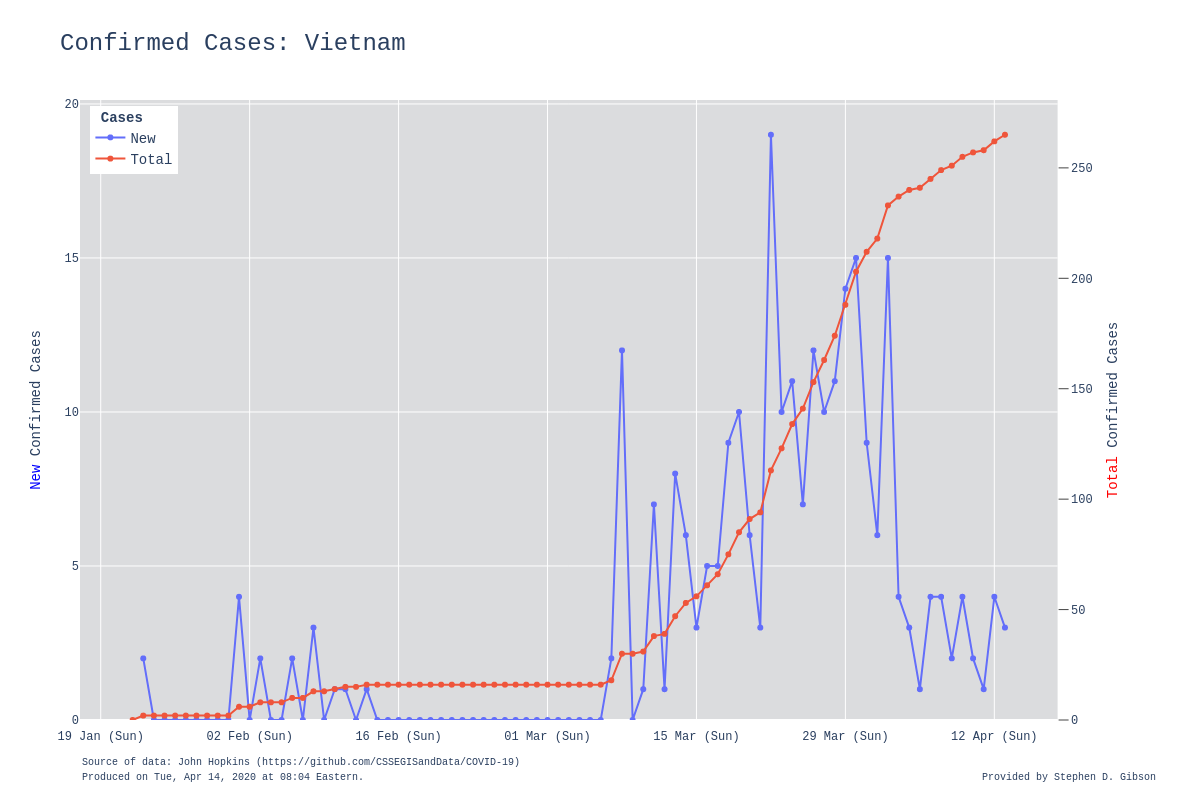 Confirmed Cases: Vietnam
Cases
New
Total
20
15
10
5
0
250
200
150
100
50
0
New Confirmed Cases
Total Confirmed Cases
19 Jan (Sun) 02 Feb (Sun) 16 Feb (Sun) 01 Mar (Sun) 15 Mar (Sun) 29 Mar (Sun) 12 Apr (Sun)
Source of data: John Hopkins (https://github.com/CSSEGISandData/COVID-19)
Produced on Tue, Apr 14, 2020 at 08:04 Eastern.
Provided by Stephen D. Gibson